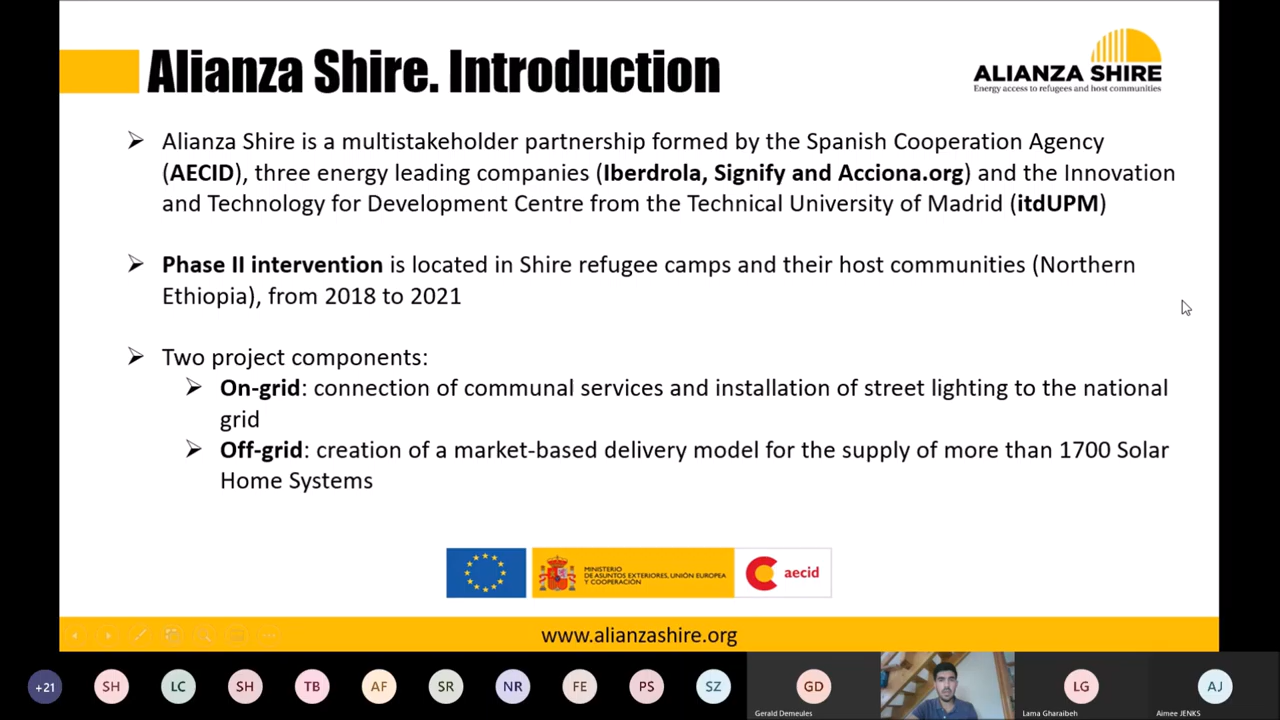 Alianza Shire. Introduction
ALIANZA SHIRE
Energy access to refugees and host communities
Alianza Shire is a multistakeholder partnership formed by the Spanish Cooperation Agency
(AECID), three energy leading companies (Iberdrola, Signify and Acciona.org) and the Innovation
and Technology for Development Centre from the Technical University of Madrid (itdUPM)
Phase II intervention is located in Shire refugee camps and their host communities (Northern
Ethiopia), from 2018 to 2021
Two project components:
On-grid: connection of communal services and installation of street lighting to the national
grid
Off-grid: creation of a market-based delivery model for the supply of more than 1700 Solar
Home Systems
MINISTERIO
DE ASUNTOS EXTERIORES, UNIÓN EUROPEA
Y COOPERACIÓN
aecid
www.alianzashire.org
+21 SH LC SH TB AF SR NR FE PS SZ GD LG AJ
Gerald Demeules Lama Gharaibeh Aimee JENKS